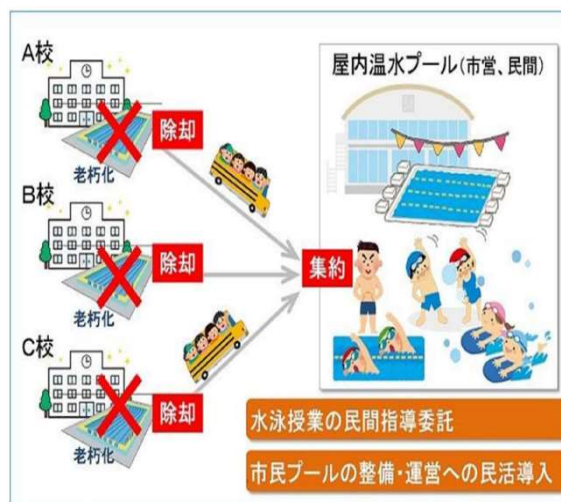 A校
除却
老朽化
B校
除却
老朽化
C校
除却
老朽化
集約
屋内温水プール(市営、民間)
水泳授業の民間指導委託
市民プールの整備・運営への民活導入